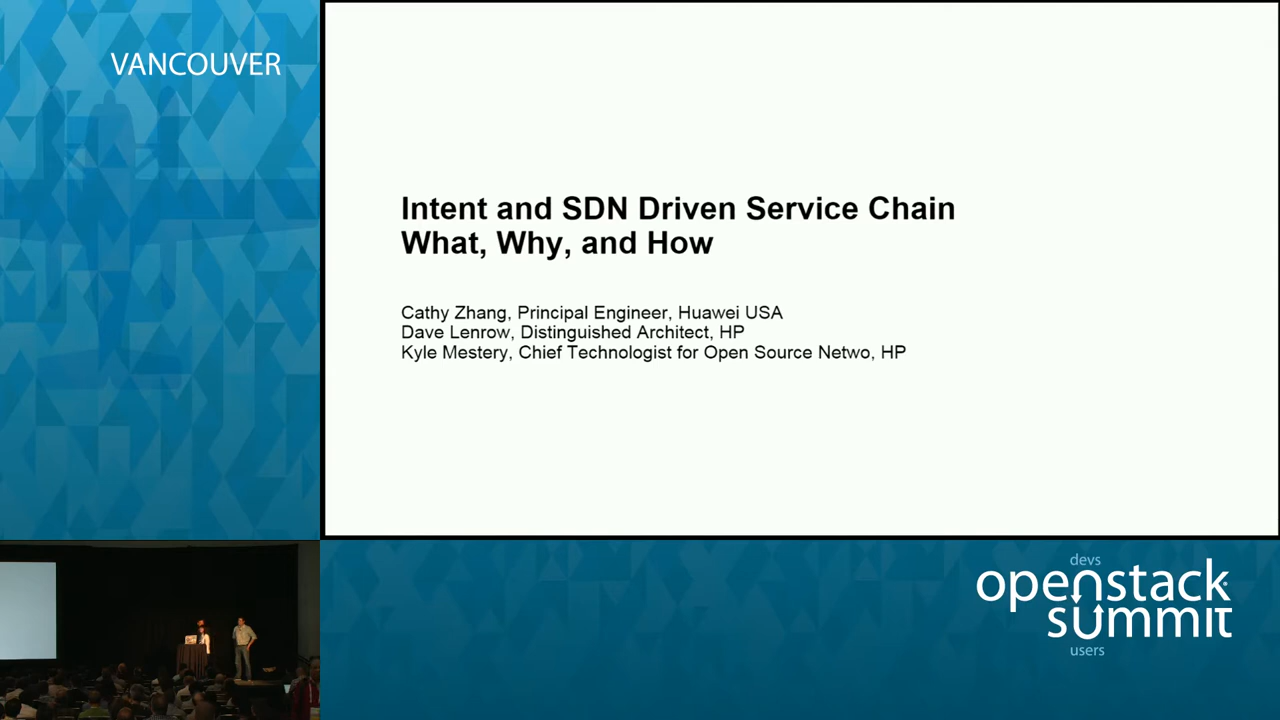 VANCOUVER
Intent and SDN Driven Service Chain
What, Why, and How
Cathy Zhang, Principal Engineer, Huawei USA
Dave Lenrow, Distinguished Architect, HP
Kyle Mestery, Chief Technologist for Open Source Netwo, HP
devs
openstack
summit
users